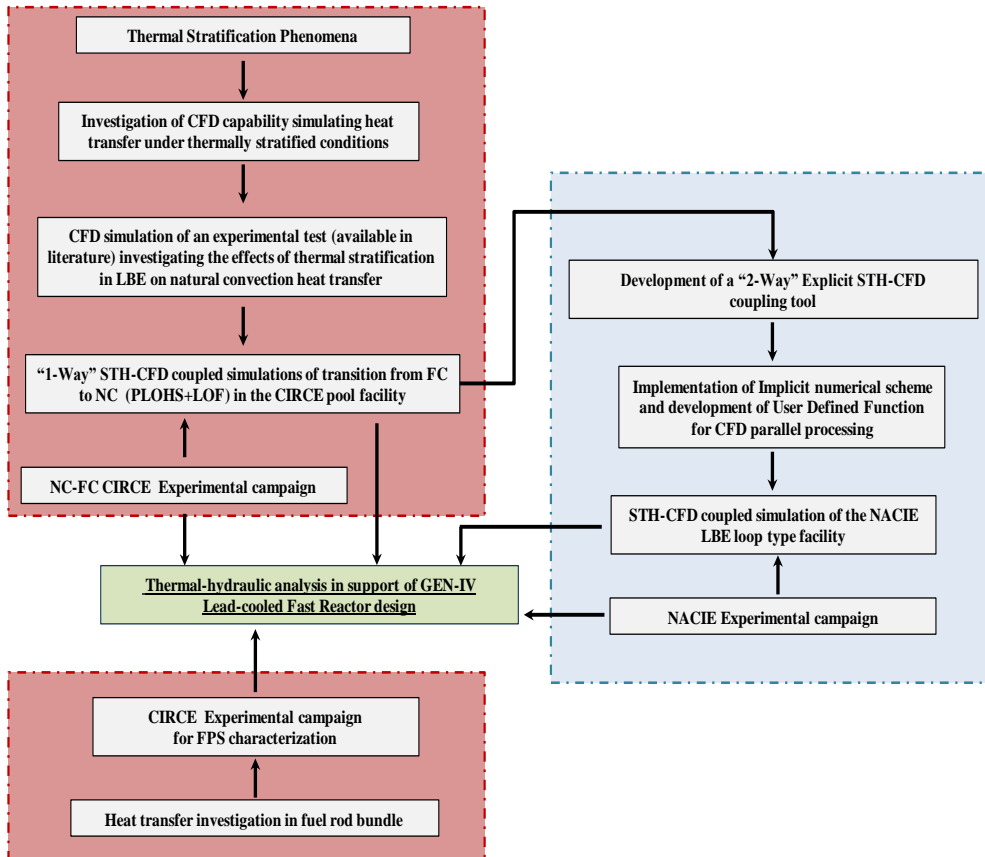 Thermal Stratification Phenomena
Investigation of CFD capability simulating heat
transfer under thermally stratified conditions
CFD simulation of an experimental test (available in
literature) investigating the effects of thermal stratification
in LBE on natural convection heat transfer
“1-Way” STH-CFD coupled simulations of transition from FC
to NC (PLOHS+LOF) in the CIRCE pool facility
NC-FC CIRCE Experimental campaign
Development of a “2-Way” Explicit STH-CFD
coupling tool
Implementation of Implicit numerical scheme
and development of User Defined Function
for CFD parallel processing
STH-CFD coupled simulation of the NACIE
LBE loop type facility
NACIE Experimental campaign
Thermal-hydraulic analysis in support of GEN-IV
Lead-cooled Fast Reactor design
CIRCE Experimental campaign
for FPS characterization
Heat transfer investigation in fuel rod bundle